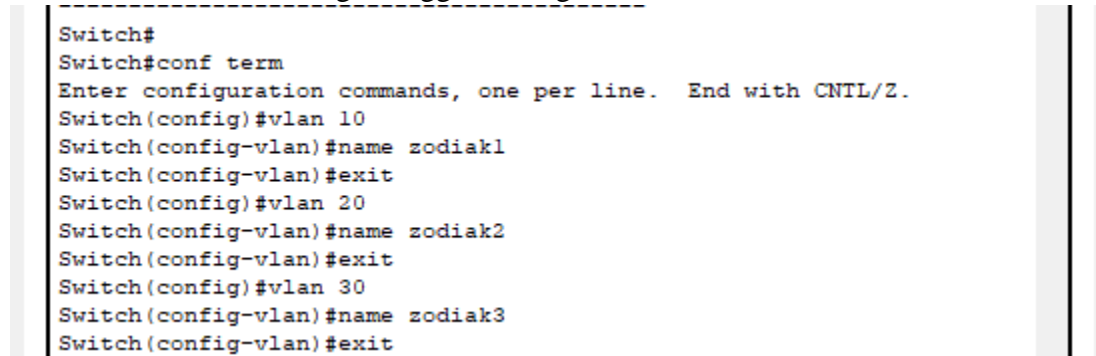 Switch#
Switch#conf term
Enter configuration commands, one per line.  End with CNTL/Z.
Switch(config)#vlan 10
Switch(config-vlan)#name zodiak1
Switch(config-vlan)#exit
Switch(config)#vlan 20
Switch(config-vlan)#name zodiak2
Switch(config-vlan)#exit
Switch(config)#vlan 30
Switch(config-vlan)#name zodiak3
Switch(config-vlan)#exit